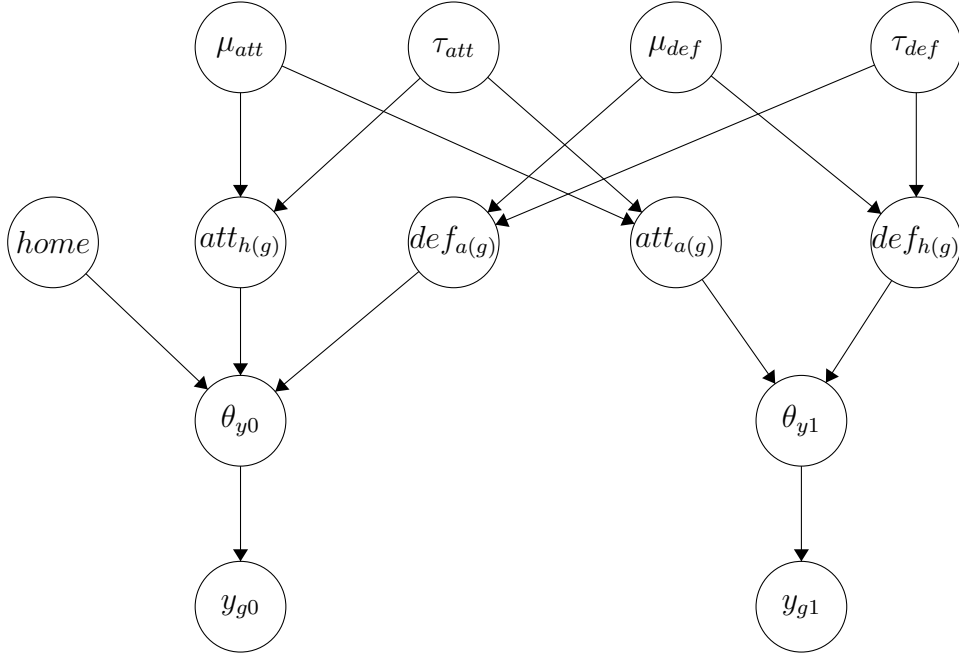 μ_att τ_att μ_def τ_def
home att_h(g) def_a(g) att_a(g) def_h(g)
θ_y0 θ_y1
y_g0 y_g1